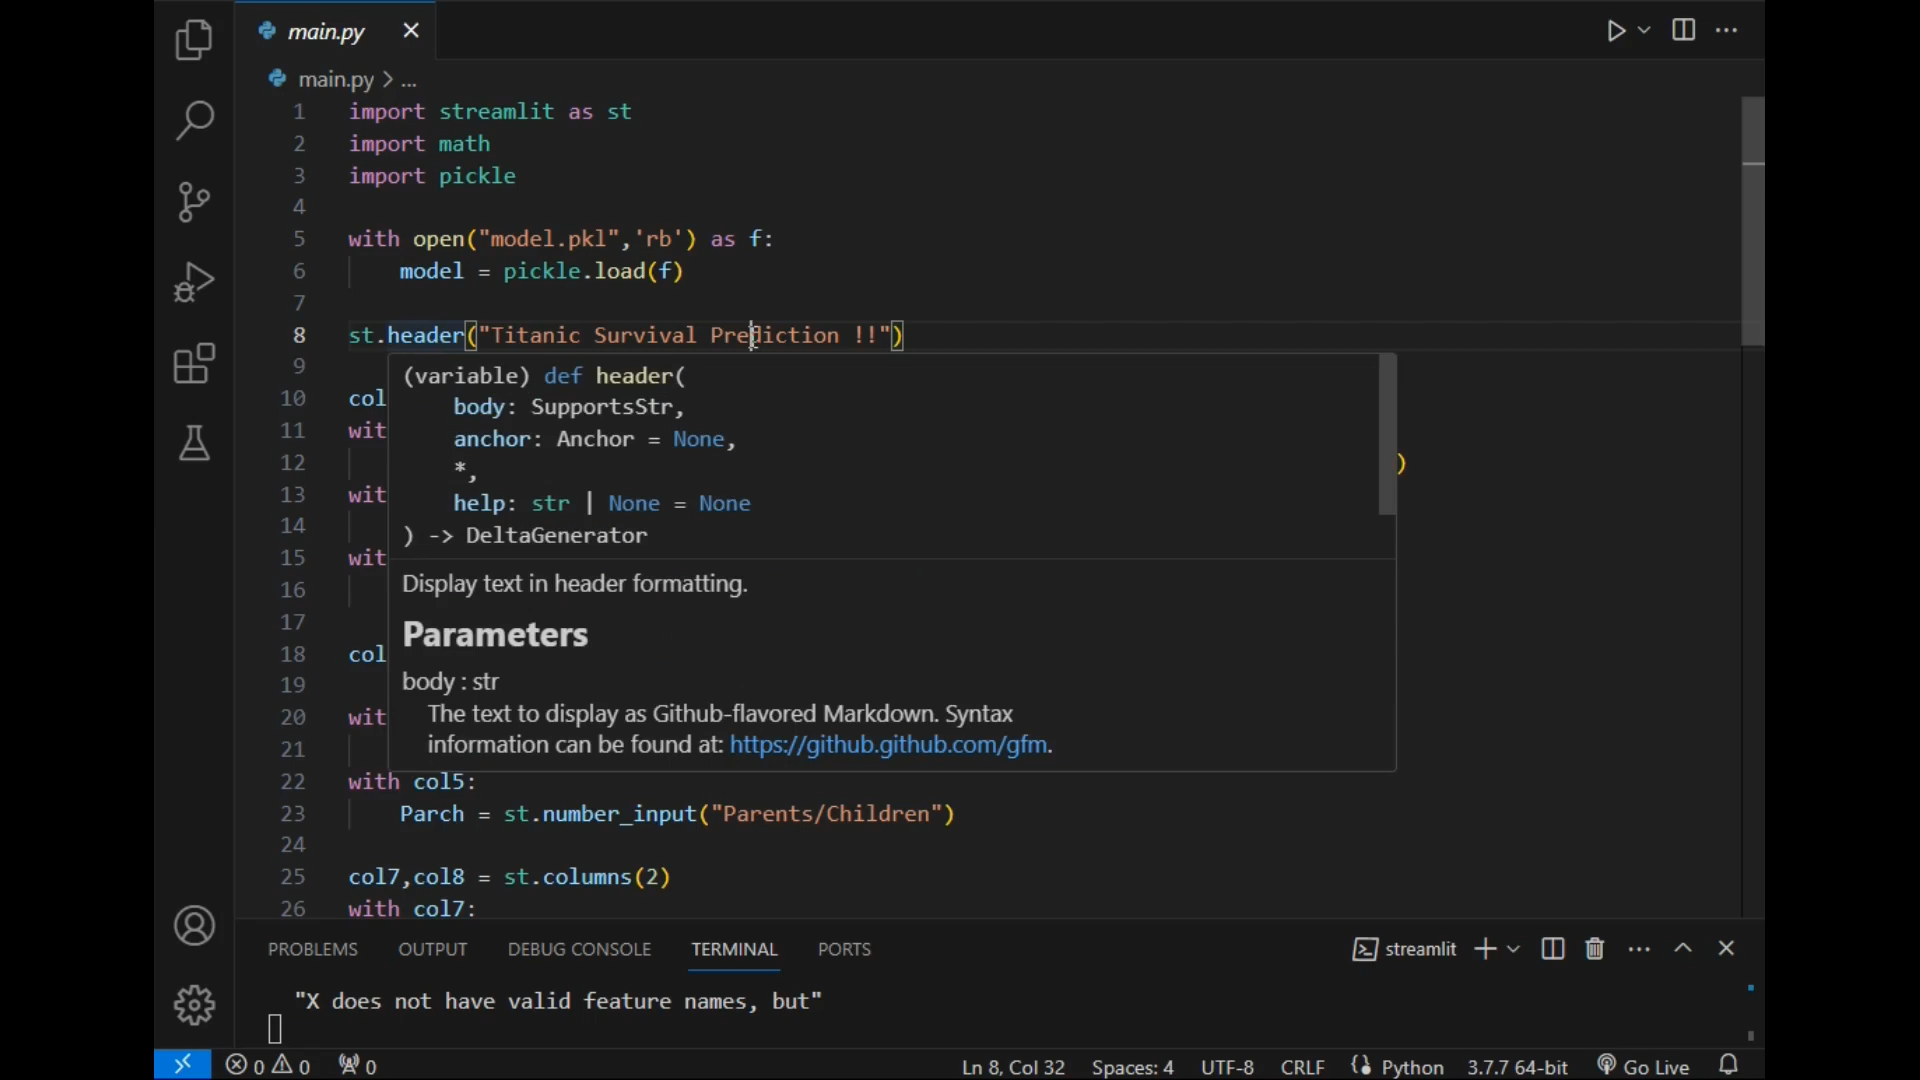 main.py
main.py > ...
1 import streamlit as st
2 import math
3 import pickle
4
5 with open("model.pkl",'rb') as f:
6 model = pickle.load(f)
7
8 st.header("Titanic Survival Prediction !!")
9
(variable) def header(
body: SupportsStr,
anchor: Anchor = None,
*,
help: str | None = None
) -> DeltaGenerator
Display text in header formatting.
Parameters
body : str
The text to display as Github-flavored Markdown. Syntax
information can be found at: https://github.github.com/gfm.
10 col
11 wit
12 )
13 wit
14
15 wit
16
17
18 col
19
20 wit
21
22 with col5:
23 Parch = st.number_input("Parents/Children")
24
25 col7,col8 = st.columns(2)
26 with col7:
PROBLEMS OUTPUT DEBUG CONSOLE TERMINAL PORTS streamlit
"X does not have valid feature names, but"
0 0 0 Ln 8, Col 32 Spaces: 4 UTF-8 CRLF Python 3.7.7 64-bit Go Live